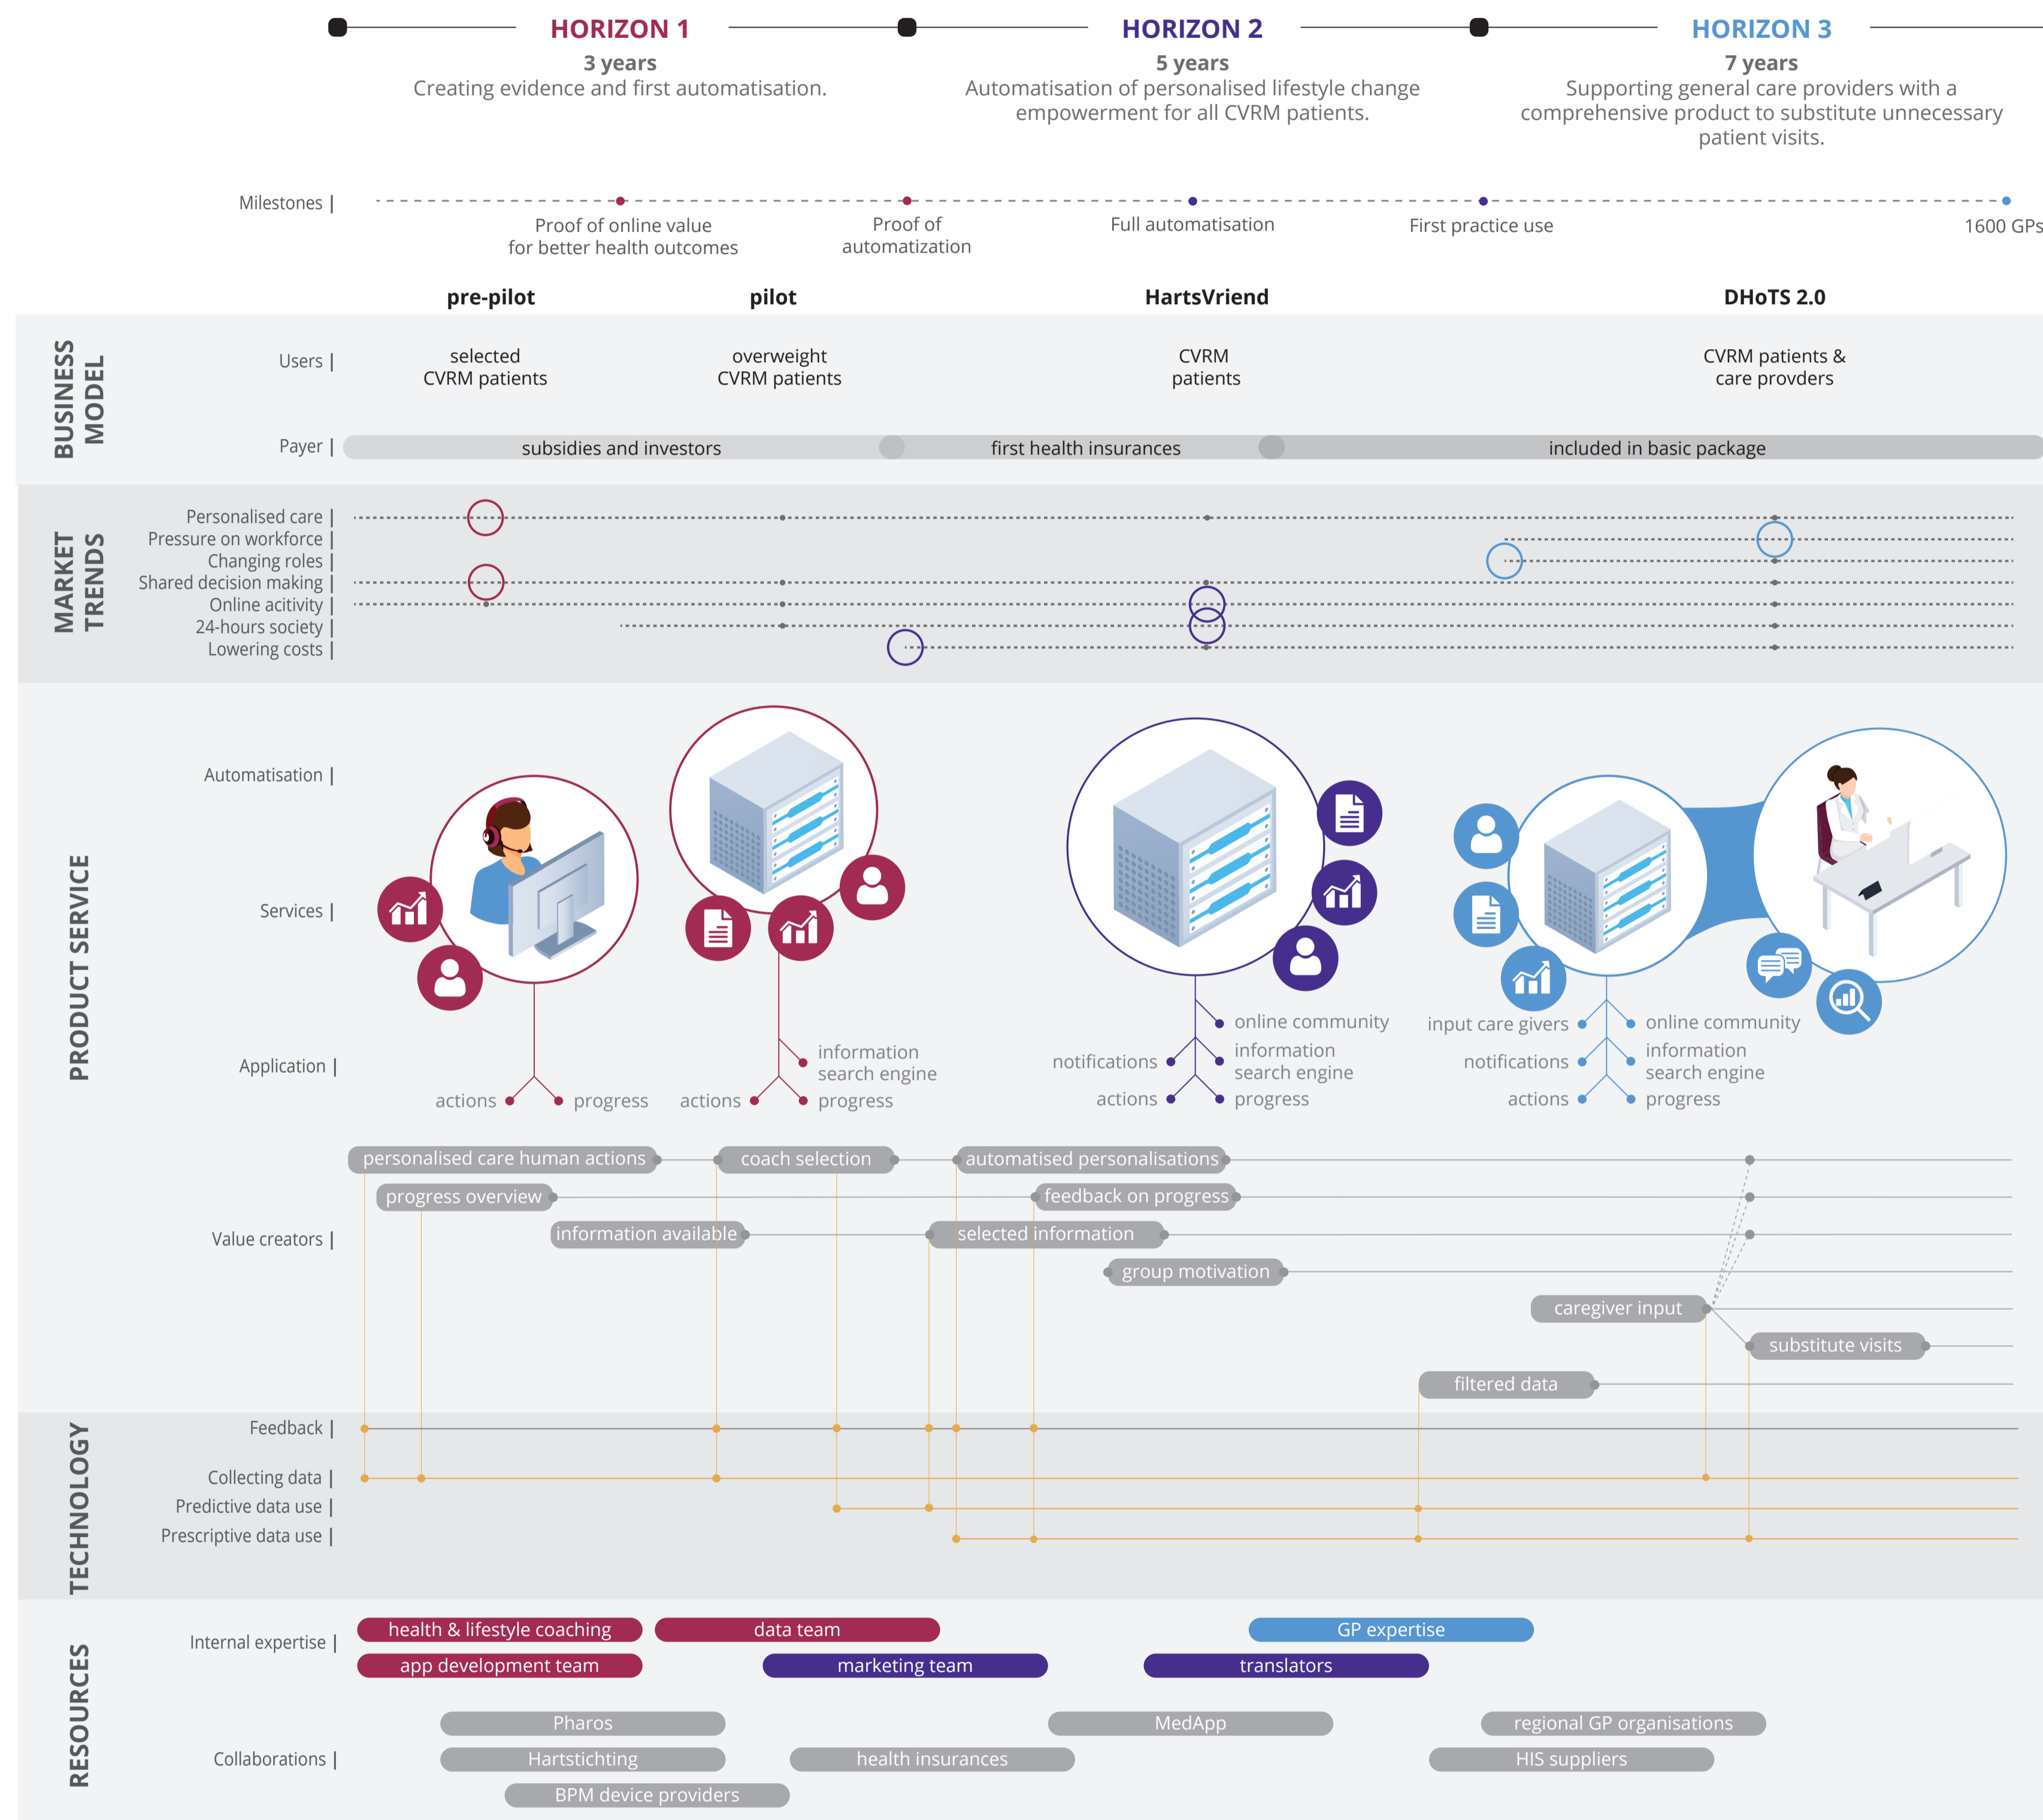 HORIZON 1
3 years
Creating evidence and first automatisation.
HORIZON 2
5 years
Automatisation of personalised lifestyle change
empowerment for all CVRM patients.
HORIZON 3
7 years
Supporting general care providers with a
comprehensive product to substitute unnecessary
patient visits.
Milestones |
Proof of online value
for better health outcomes
Proof of
automatization
Full automatisation
First practice use
1600 GPs
pre-pilot
pilot
HartsVriend
DHoTS 2.0
BUSINESS
MODEL
Users |
selected
CVRM patients
overweight
CVRM patients
CVRM
patients
CVRM patients &
care provders
Payer |
subsidies and investors
first health insurances
included in basic package
MARKET
TRENDS
Personalised care |
Pressure on workforce |
Changing roles |
Shared decision making |
Online acitivity |
24-hours society |
Lowering costs |
PRODUCT SERVICE
Automatisation |
Services |
Application |
actions
progress
information
search engine
actions
progress
online community
notifications
information
search engine
actions
progress
input care givers
online community
notifications
information
search engine
actions
progress
Value creators |
personalised care human actions
coach selection
automatised personalisations
progress overview
feedback on progress
information available
selected information
group motivation
caregiver input
substitute visits
filtered data
TECHNOLOGY
Feedback |
Collecting data |
Predictive data use |
Prescriptive data use |
RESOURCES
Internal expertise |
health & lifestyle coaching
data team
GP expertise
app development team
marketing team
translators
Collaborations |
Pharos
MedApp
regional GP organisations
Hartstichting
health insurances
HIS suppliers
BPM device providers